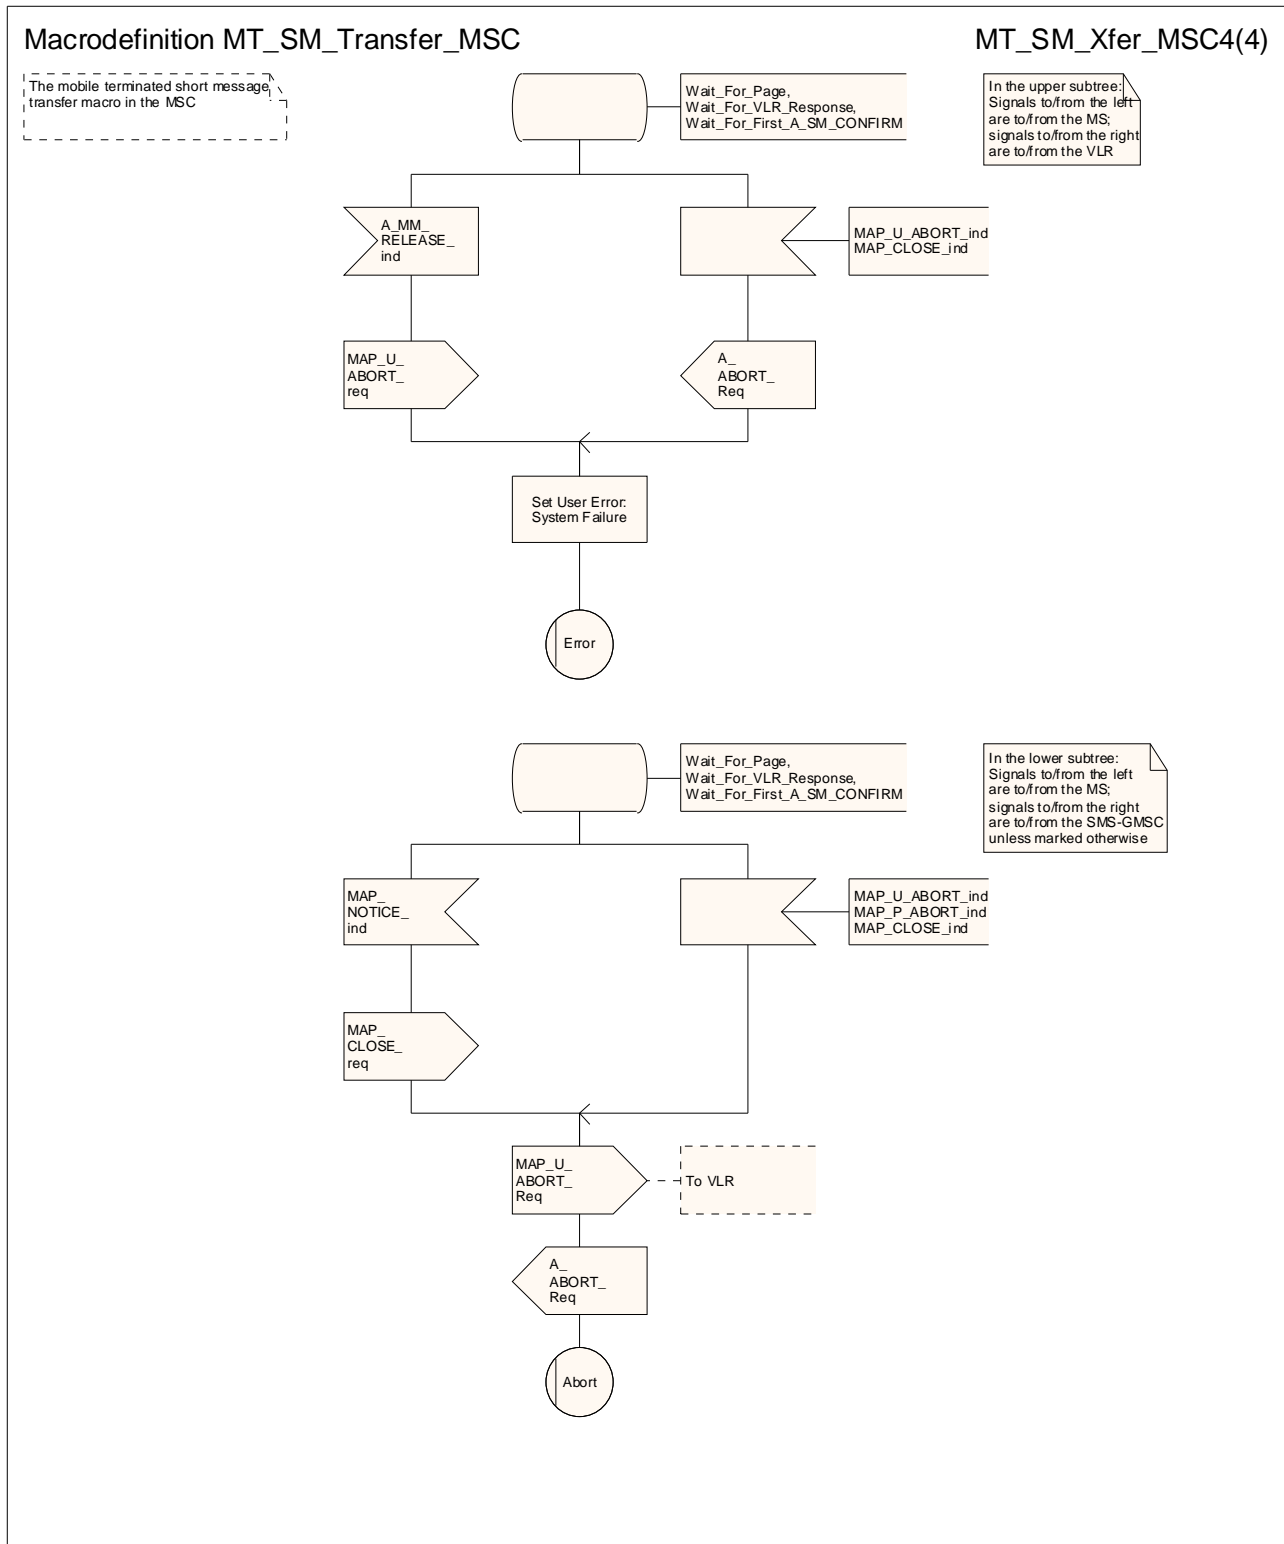 Macrodefinition MT_SM_Transfer_MSC
MT_SM_Xfer_MSC4(4)
The mobile terminated short message
transfer macro in the MSC
Wait_For_Page,
Wait_For_VLR_Response,
Wait_For_First_A_SM_CONFIRM
In the upper subtree:
Signals to/from the left
are to/from the MS;
signals to/from the right
are to/from the VLR
A_MM_
RELEASE_
ind
MAP_U_ABORT_ind
MAP_CLOSE_ind
MAP_U_
ABORT_
req
A_
ABORT_
Req
Set User Error:
System Failure
Error
Wait_For_Page,
Wait_For_VLR_Response,
Wait_For_First_A_SM_CONFIRM
In the lower subtree:
Signals to/from the left
are to/from the MS;
signals to/from the right
are to/from the SMS-GMSC
unless marked otherwise
MAP_
NOTICE_
ind
MAP_U_ABORT_ind
MAP_P_ABORT_ind
MAP_CLOSE_ind
MAP_
CLOSE_
req
MAP_U_
ABORT_
Req
To VLR
A_
ABORT_
Req
Abort